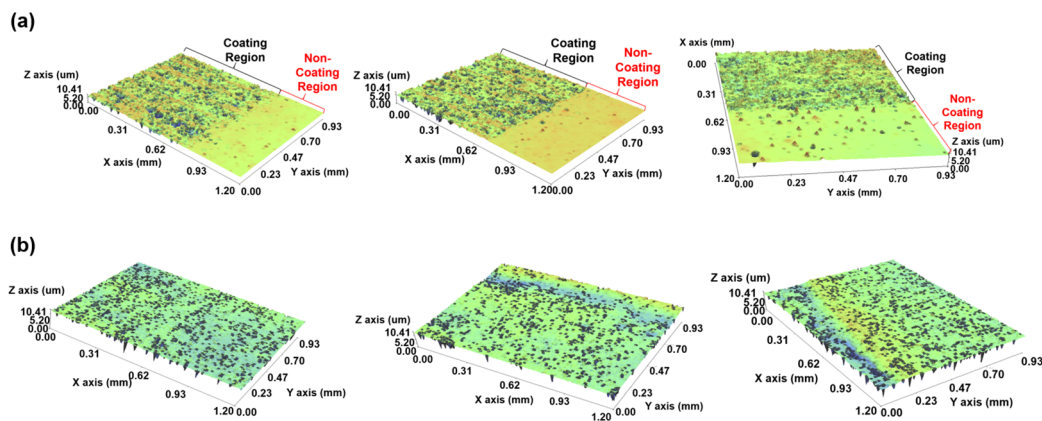 (a)
Coating
Region
Non-
Coating
Region
Z axis (um)
10.41
5.20
0.00
0.00
0.31
0.62
0.93
1.20
X axis (mm)
0.00
0.23
0.47
0.70
0.93
Y axis (mm)
Coating
Region
Non-
Coating
Region
Z axis (um)
10.41
5.20
0.00
0.00
0.31
0.62
0.93
1.20
X axis (mm)
0.00
0.23
0.47
0.70
0.93
Y axis (mm)
X axis (mm)
0.00
0.31
0.62
0.93
1.20
Coating
Region
Non-
Coating
Region
Z axis (um)
10.41
5.20
0.00
0.00
0.23
0.47
0.70
0.93
Y axis (mm)
(b)
Z axis (um)
10.41
5.20
0.00
0.00
0.31
0.62
0.93
1.20
X axis (mm)
0.00
0.23
0.47
0.70
0.93
Y axis (mm)
Z axis (um)
10.41
5.20
0.00
0.00
0.31
0.62
0.93
1.20
X axis (mm)
0.00
0.23
0.47
0.70
0.93
Y axis (mm)
Z axis (um)
10.41
5.20
0.00
0.00
0.31
0.62
0.93
1.20
X axis (mm)
0.00
0.23
0.47
0.70
0.93
Y axis (mm)